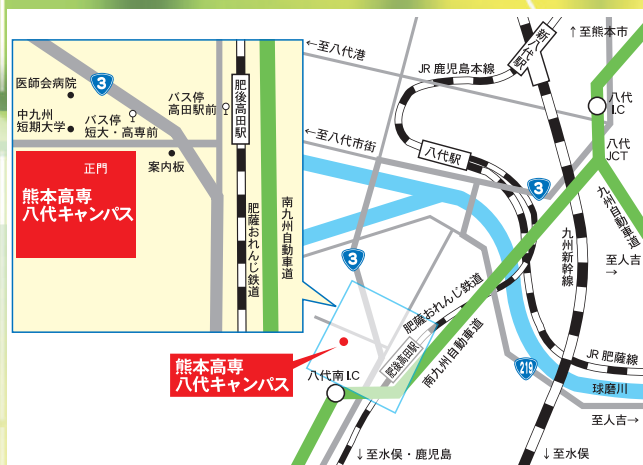 医師会病院
中九州
短期大学
3
バス停
短大・高専前
バス停
高田駅前
肥後高田駅
正門
案内板
熊本高専
八代キャンパス
肥薩おれんじ鉄道
南九州自動車道
←至八代港
JR 鹿児島本線
新八代駅
↑至熊本市
八代
I.C
八代
JCT
←至八代市街
八代駅
3
九州自動車道
九州新幹線
至人吉
→
3
肥薩おれんじ鉄道
肥後高田駅
南九州自動車道
熊本高専
八代キャンパス
八代南I.C
219
JR 肥薩線
球磨川
至人吉→
↓至水俣・鹿児島
↓至水俣